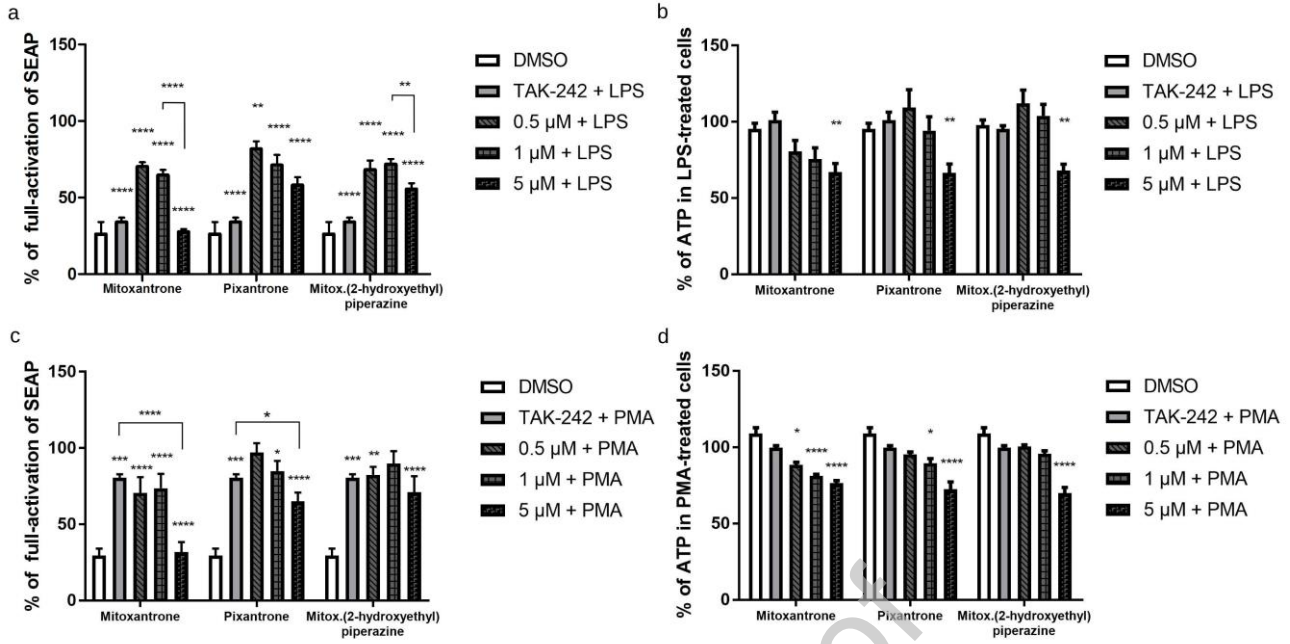 a
% of full-activation of SEAP
150
100
50
0
****
****
****
****
****
**
****
****
****
**
****
****
****
****
Mitoxantrone
Pixantrone
Mitox.(2-hydroxyethyl)
piperazine
DMSO
TAK-242 + LPS
0.5 µM + LPS
1 µM + LPS
5 µM + LPS
b
% of ATP in LPS-treated cells
150
100
50
0
**
**
**
Mitoxantrone
Pixantrone
Mitox.(2-hydroxyethyl)
piperazine
DMSO
TAK-242 + LPS
0.5 µM + LPS
1 µM + LPS
5 µM + LPS
c
% of full-activation of SEAP
150
100
50
0
****
***
****
****
****
*
***
*
****
***
**
****
Mitoxantrone
Pixantrone
Mitox.(2-hydroxyethyl)
piperazine
DMSO
TAK-242 + PMA
0.5 µM + PMA
1 µM + PMA
5 µM + PMA
d
% of ATP in PMA-treated cells
150
100
50
0
*
****
****
*
****
****
Mitoxantrone
Pixantrone
Mitox.(2-hydroxyethyl)
piperazine
DMSO
TAK-242 + PMA
0.5 µM + PMA
1 µM + PMA
5 µM + PMA
of